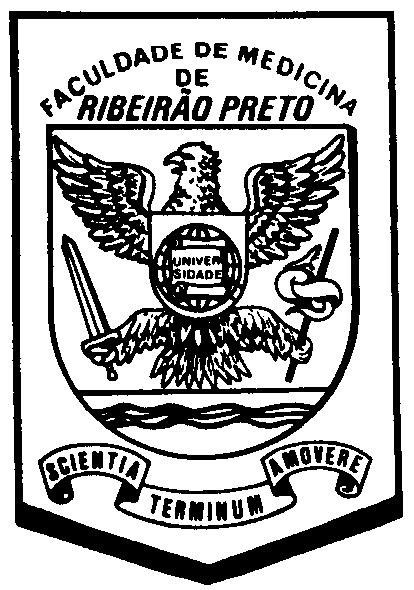 FACULDADE DE MEDICINA
DE
RIBEIRÃO PRETO
UNIVER
SIDADE
SCIENTIA
TERMINUM
AMOVERE